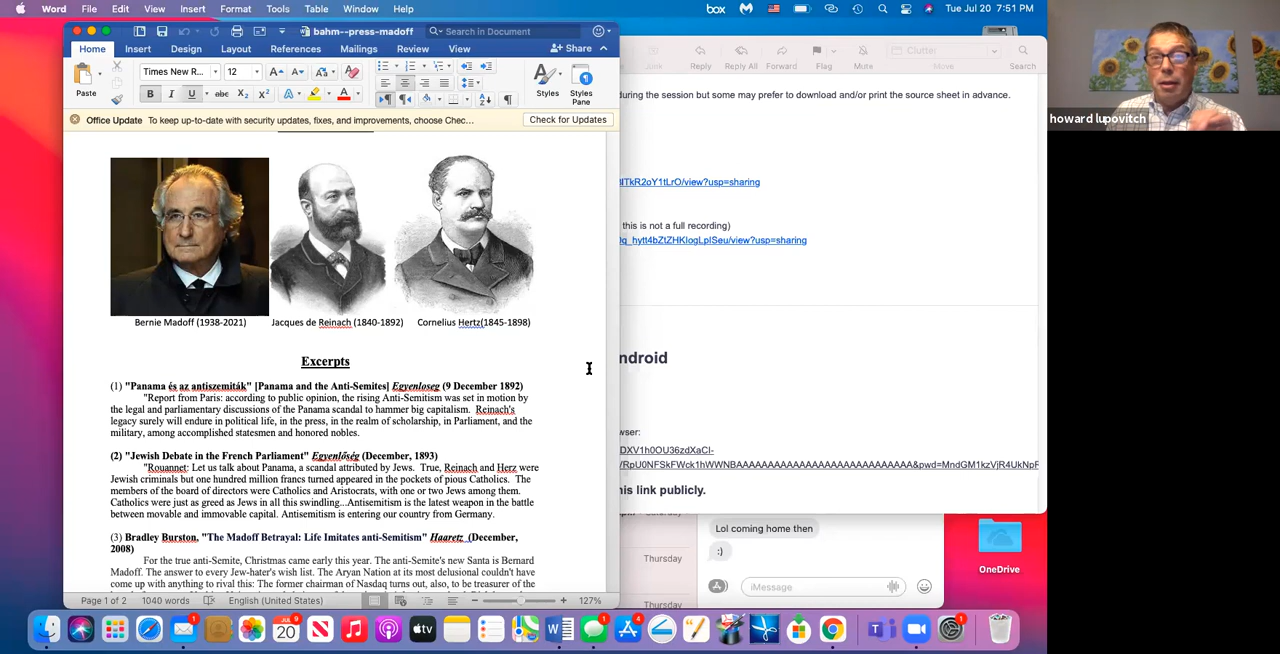 Word File Edit View Insert Format Tools Table Window Help
box Tue Jul 20 7:51 PM
bahm--press-madoff
Search in Document
Home Insert Design Layout References Mailings Review View Share
Paste
Times New R... 12
Styles
Styles Pane
Office Update To keep up-to-date with security updates, fixes, and improvements, choose Chec...
Check for Updates
Bernie Madoff (1938-2021) Jacques de Reinach (1840-1892) Cornelius Hertz(1845-1898)
Excerpts
(1) "Panama és az antiszemiták" [Panama and the Anti-Semites] Egyenloseg (9 December 1892)
"Report from Paris: according to public opinion, the rising Anti-Semitism was set in motion by
the legal and parliamentary discussions of the Panama scandal to hammer big capitalism. Reinach's
legacy surely will endure in political life, in the press, in the realm of scholarship, in Parliament, and the
military, among accomplished statesmen and honored nobles.
(2) "Jewish Debate in the French Parliament" Egyenlőség (December, 1893)
"Rouannet: Let us talk about Panama, a scandal attributed by Jews. True, Reinach and Herz were
Jewish criminals but one hundred million francs turned appeared in the pockets of pious Catholics. The
members of the board of directors were Catholics and Aristocrats, with one or two Jews among them.
Catholics were just as greed as Jews in all this swindling...Antisemitism is the latest weapon in the battle
between movable and immovable capital. Antisemitism is entering our country from Germany.
(3) Bradley Burston, "The Madoff Betrayal: Life Imitates anti-Semitism" Haaretz (December,
2008)
For the true anti-Semite, Christmas came early this year. The anti-Semite's new Santa is Bernard
Madoff. The answer to every Jew-hater's wish list. The Aryan Nation at its most delusional couldn't have
come up with anything to rival this: The former chairman of Nasdaq turns out, also, to be treasurer of the
Page 1 of 2 1040 words English (United States) 127%
Junk Reply Reply All Forward Flag Mute Clutter Move Search
during the session but some may prefer to download and/or print the source sheet in advance.
ITkR2oY1tLrO/view?usp=sharing
this is not a full recording)
q_hytt4bZtZHKlogLpISeu/view?usp=sharing
ndroid
wser:
his link publicly.
Thursday
Thursday
Lol coming home then
:)
iMessage
OneDrive
howard lupovitch
JUL 20
tv